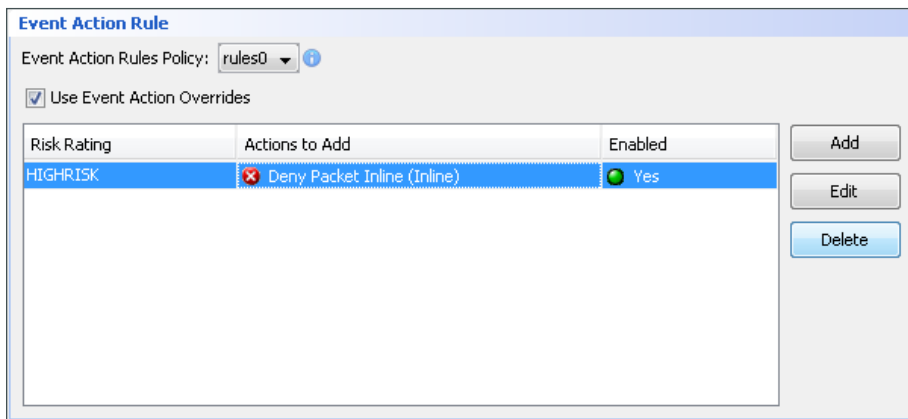 Event Action Rule
Event Action Rules Policy: rules0
Use Event Action Overrides
Risk Rating Actions to Add Enabled
HIGHRISK Deny Packet Inline (Inline) Yes
Add
Edit
Delete